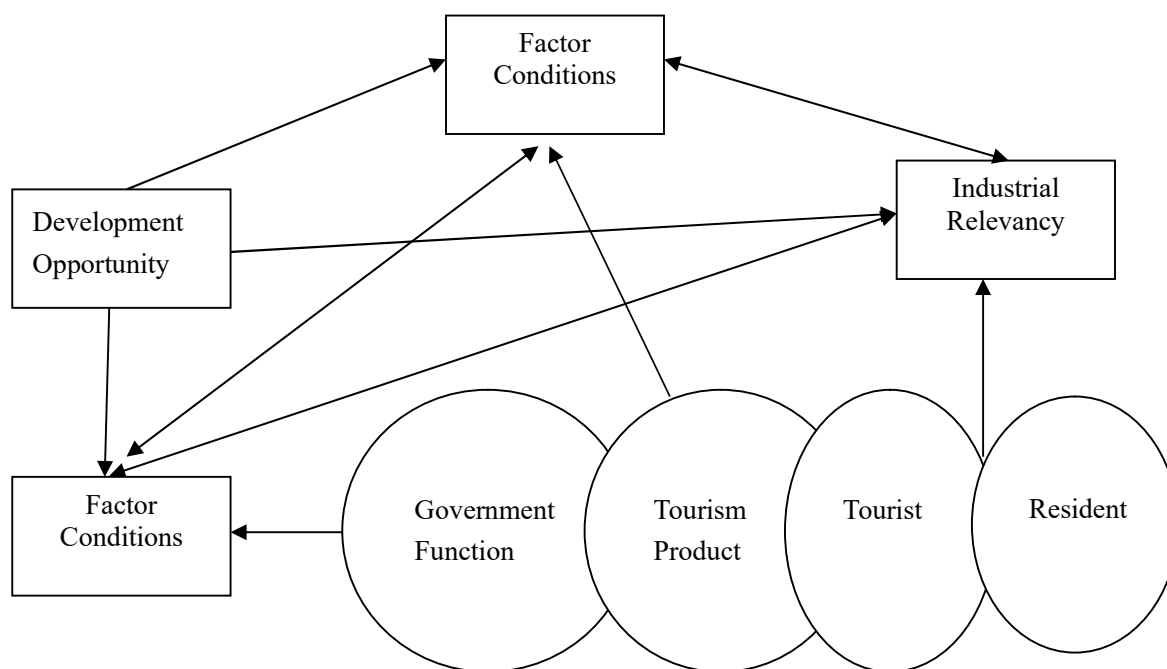 Factor
Conditions
Development
Opportunity
Industrial
Relevancy
Factor
Conditions
Government
Function
Tourism
Product
Tourist
Resident